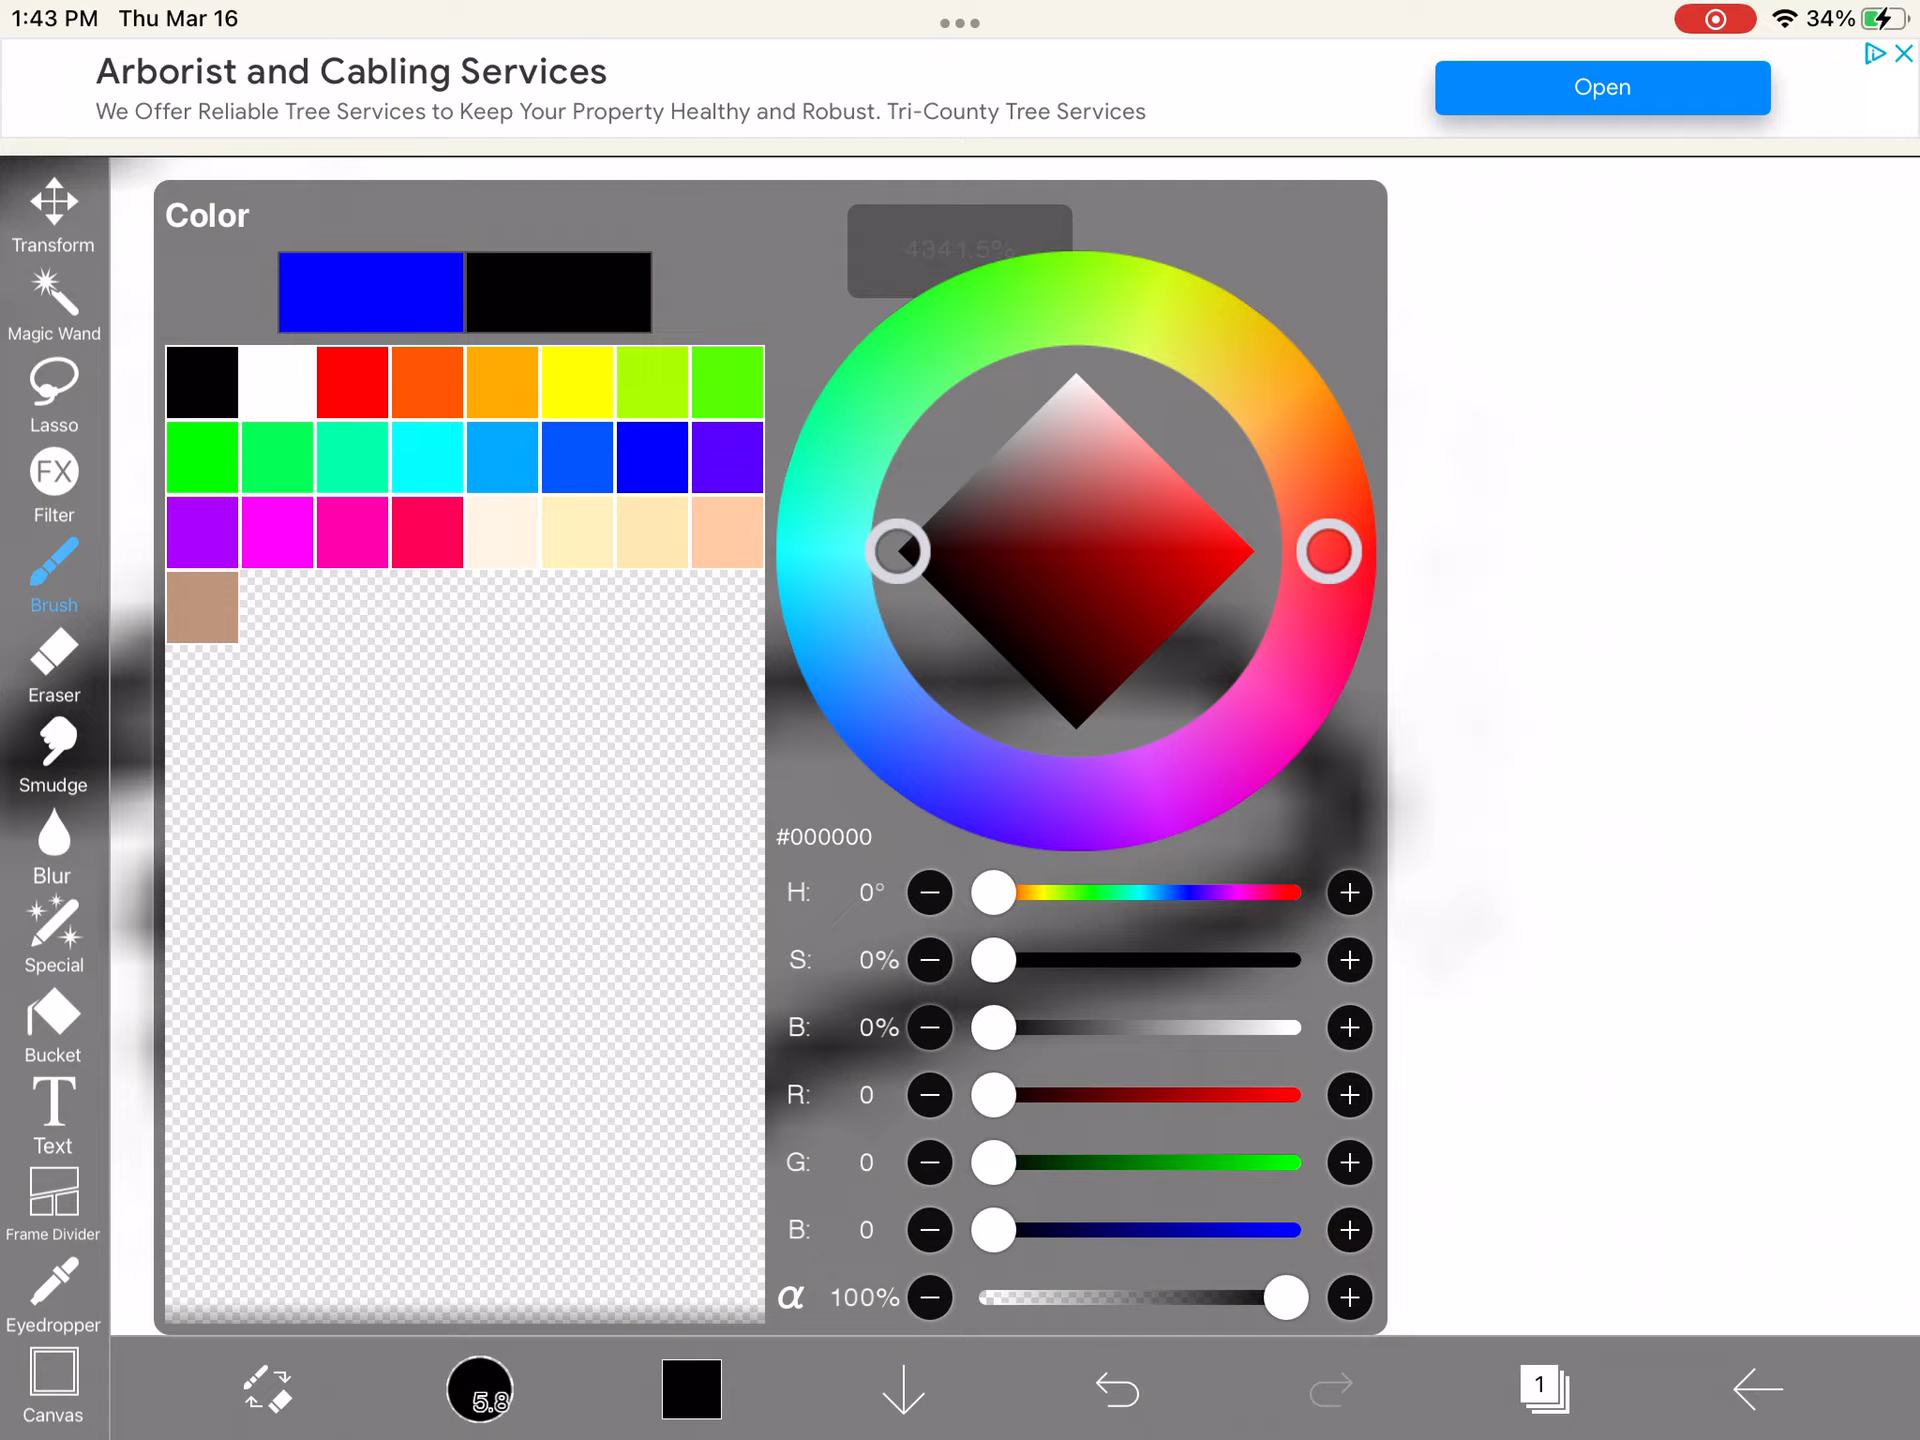 1:43 PM Thu Mar 16
34%
Arborist and Cabling Services
We Offer Reliable Tree Services to Keep Your Property Healthy and Robust. Tri-County Tree Services
Open
Transform
Magic Wand
Lasso
FX
Filter
Brush
Eraser
Smudge
Blur
Special
Bucket
T
Text
Frame Divider
Eyedropper
Canvas
Color
4341.5%
#000000
H: 0°
S: 0%
B: 0%
R: 0
G: 0
B: 0
α 100%
5.8
1